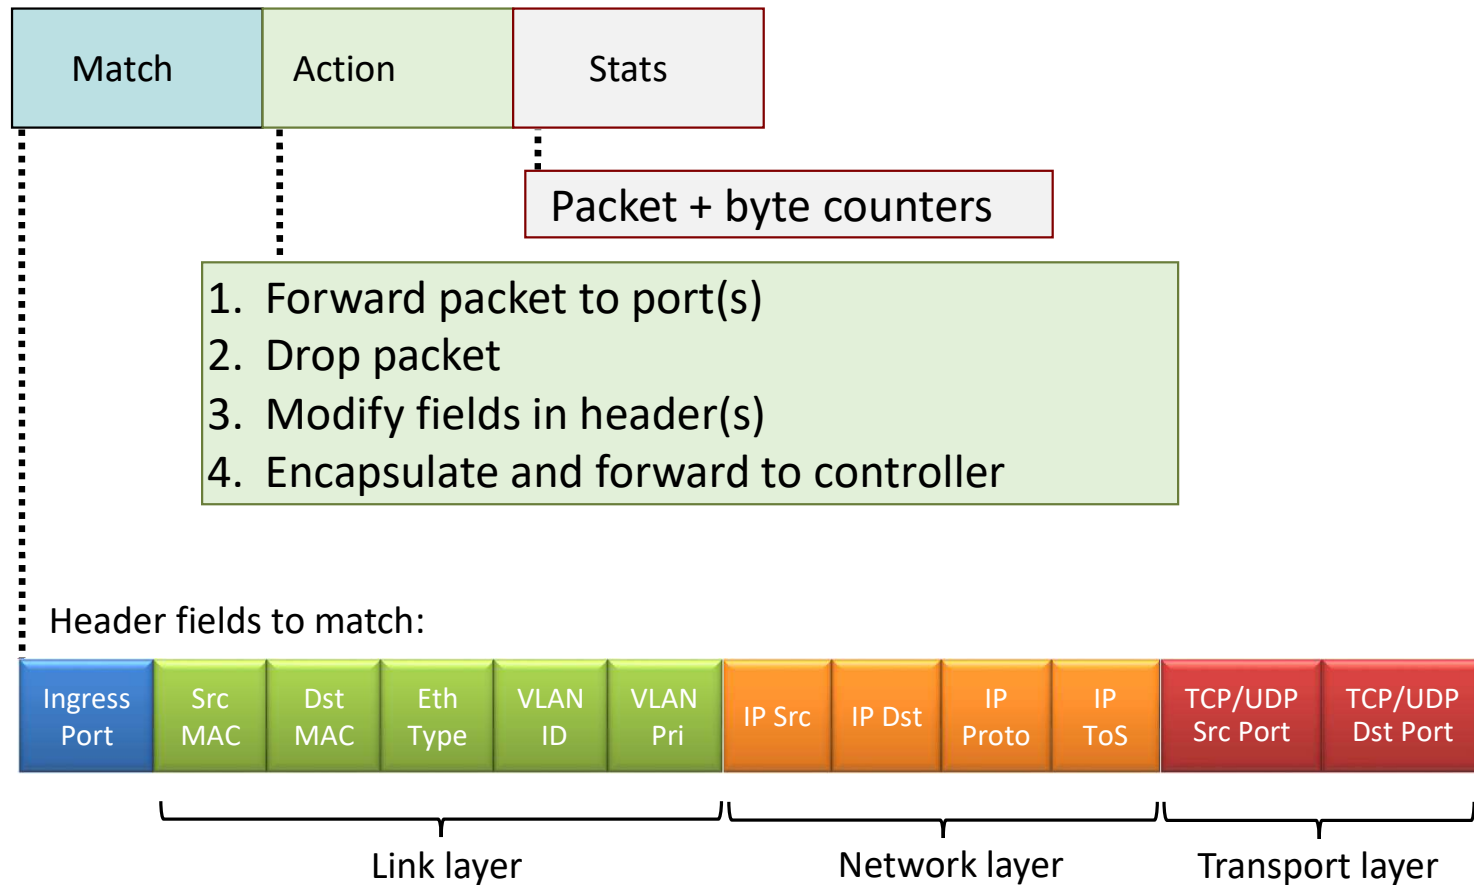 Match
Action
Stats
Packet + byte counters
1. Forward packet to port(s)
2. Drop packet
3. Modify fields in header(s)
4. Encapsulate and forward to controller
Header fields to match:
Ingress
Port
Src
MAC
Dst
MAC
Eth
Type
VLAN
ID
VLAN
Pri
IP Src
IP Dst
IP
Proto
IP
ToS
TCP/UDP
Src Port
TCP/UDP
Dst Port
Link layer
Network layer
Transport layer